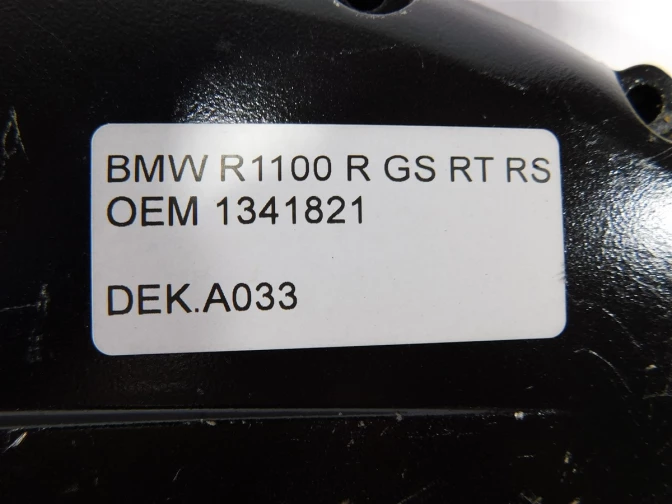 BMW R1100 R GS RT RS
OEM 1341821
DEK.A033